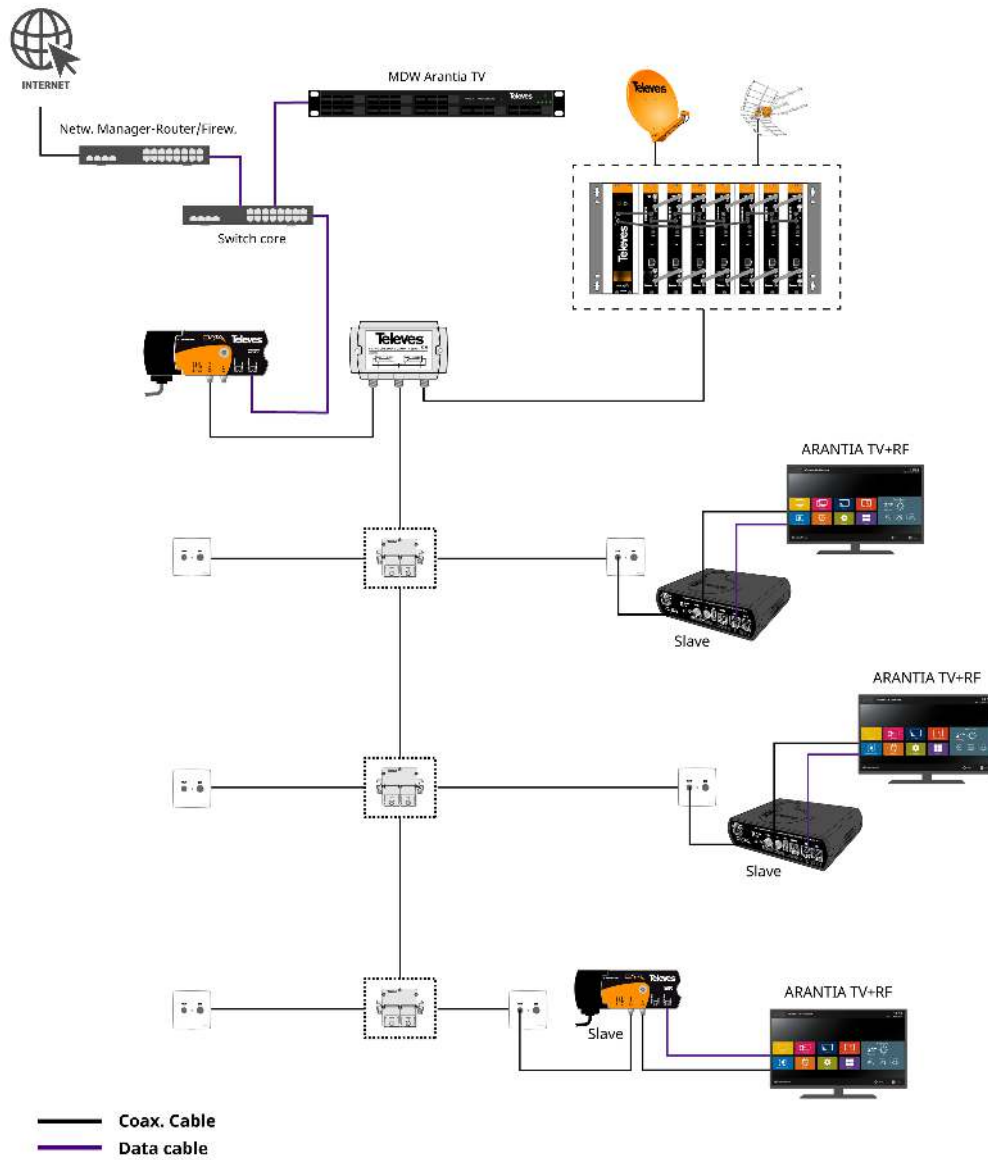 INTERNET
MDW Arantia TV
Televes
Televes
Netw. Manager-Router/Firew.
Switch core
Televes
Televes
Televes
ARANTIA TV+RF
Slave
ARANTIA TV+RF
Slave
Televes
ARANTIA TV+RF
Slave
Coax. Cable
Data cable